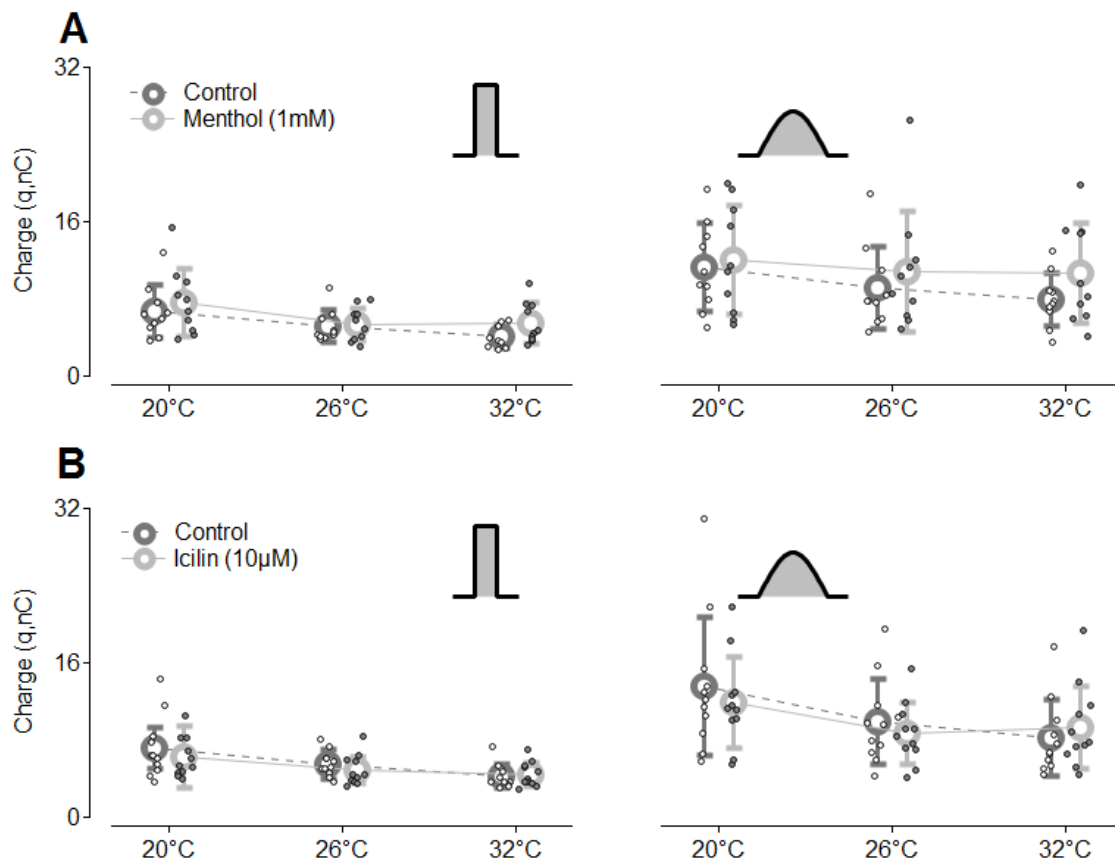 A
32
16
0
Charge (q,nC)
Control
Menthol (1mM)
20°C 26°C 32°C
20°C 26°C 32°C
B
32
16
0
Charge (q,nC)
Control
Icilin (10µM)
20°C 26°C 32°C
20°C 26°C 32°C